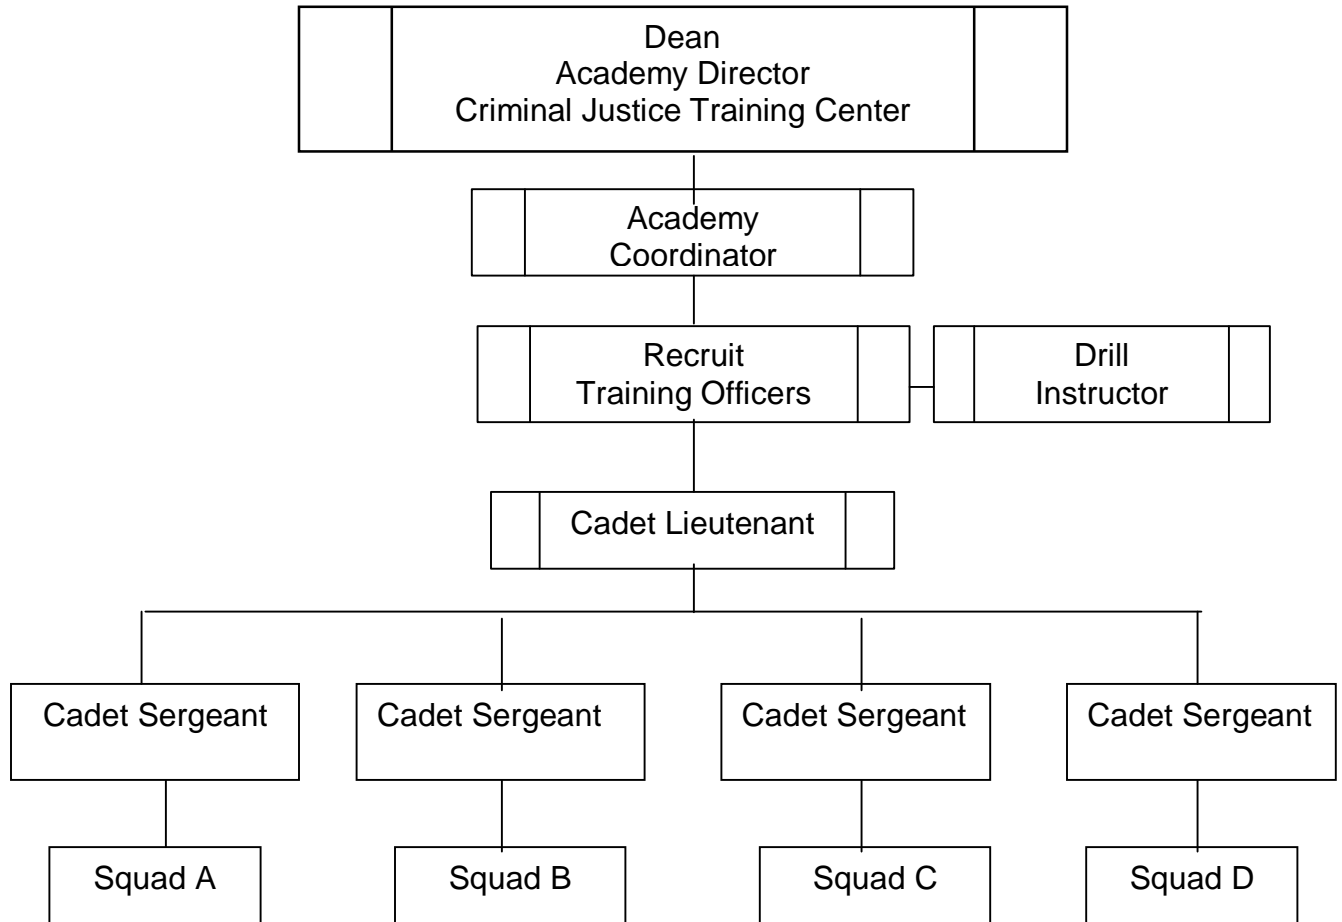 Dean
Academy Director
Criminal Justice Training Center
Academy
Coordinator
Recruit
Training Officers
Drill
Instructor
Cadet Lieutenant
Cadet Sergeant
Cadet Sergeant
Cadet Sergeant
Cadet Sergeant
Squad A
Squad B
Squad C
Squad D